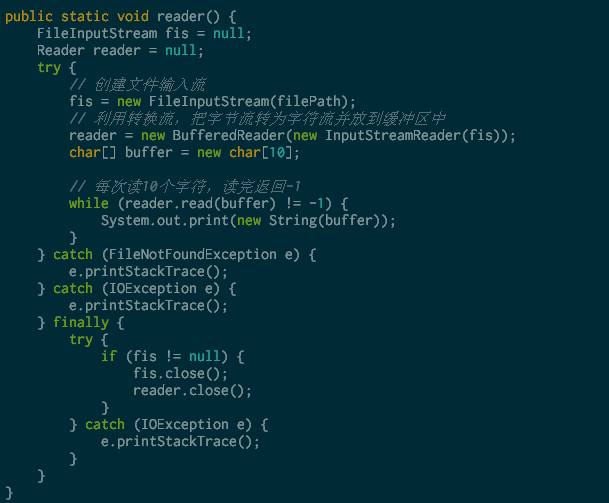 public static void reader() {
    FileInputStream fis = null;
    Reader reader = null;
    try {
        // 创建文件输入流
        fis = new FileInputStream(filePath);
        // 利用转换流，把字节流转为字符流并放到缓冲区中
        reader = new BufferedReader(new InputStreamReader(fis));
        char[] buffer = new char[10];

        // 每次读10个字符，读完返回-1
        while (reader.read(buffer) != -1) {
            System.out.print(new String(buffer));
        }
    } catch (FileNotFoundException e) {
        e.printStackTrace();
    } catch (IOException e) {
        e.printStackTrace();
    } finally {
        try {
            if (fis != null) {
                fis.close();
                reader.close();
            }
        } catch (IOException e) {
            e.printStackTrace();
        }
    }
}